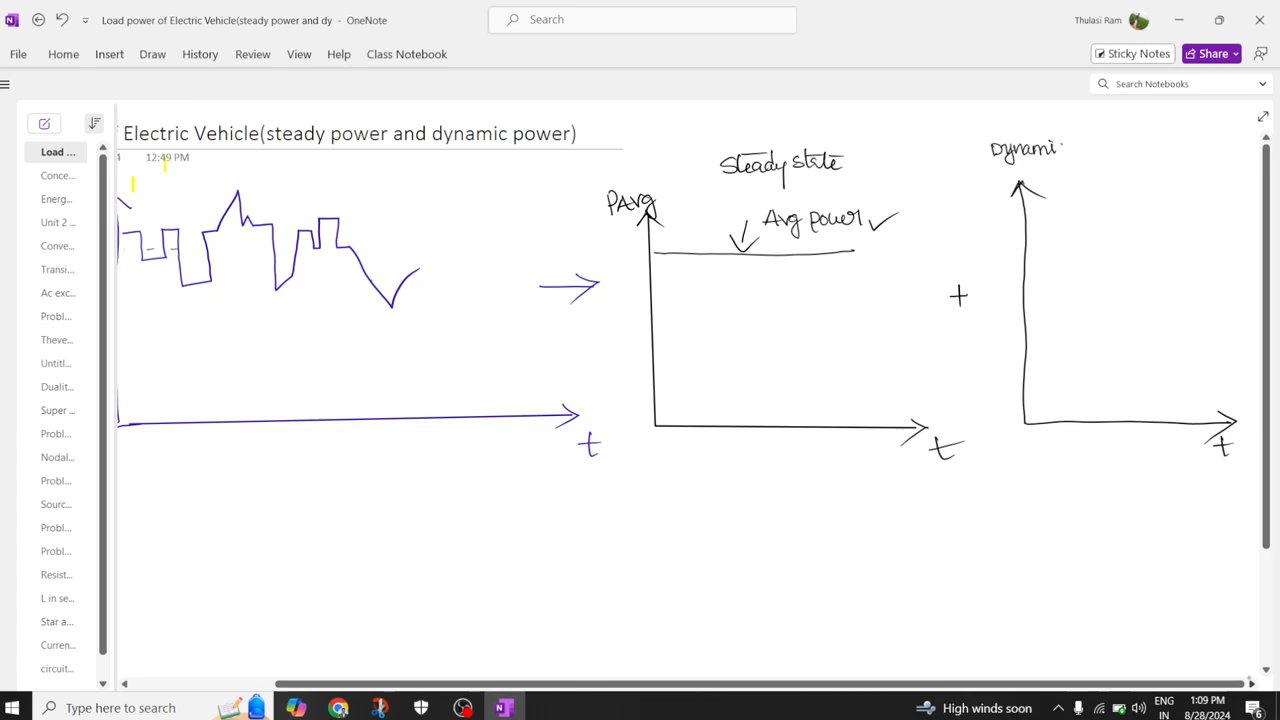 Load power of Electric Vehicle(steady power and dy - OneNote
Search
Thulasi Ram
File Home Insert Draw History Review View Help Class Notebook
Sticky Notes
Share
Search Notebooks
Electric Vehicle(steady power and dynamic power)
4 12:49 PM
Load ...
Conce...
Energ...
Unit 2 ...
Conve...
Transi...
Ac exc...
Probl...
Theve...
Untitl...
Dualit...
Super ...
Probl...
Nodal...
Probl...
Sourc...
Probl...
Probl...
Resist...
L in se...
Star a...
Curren...
circuit...
t
Steady state
PAvg
Avg power ✓
t
+
Dynami
t
Type here to search
High winds soon
ENG
IN
1:09 PM
8/28/2024
6